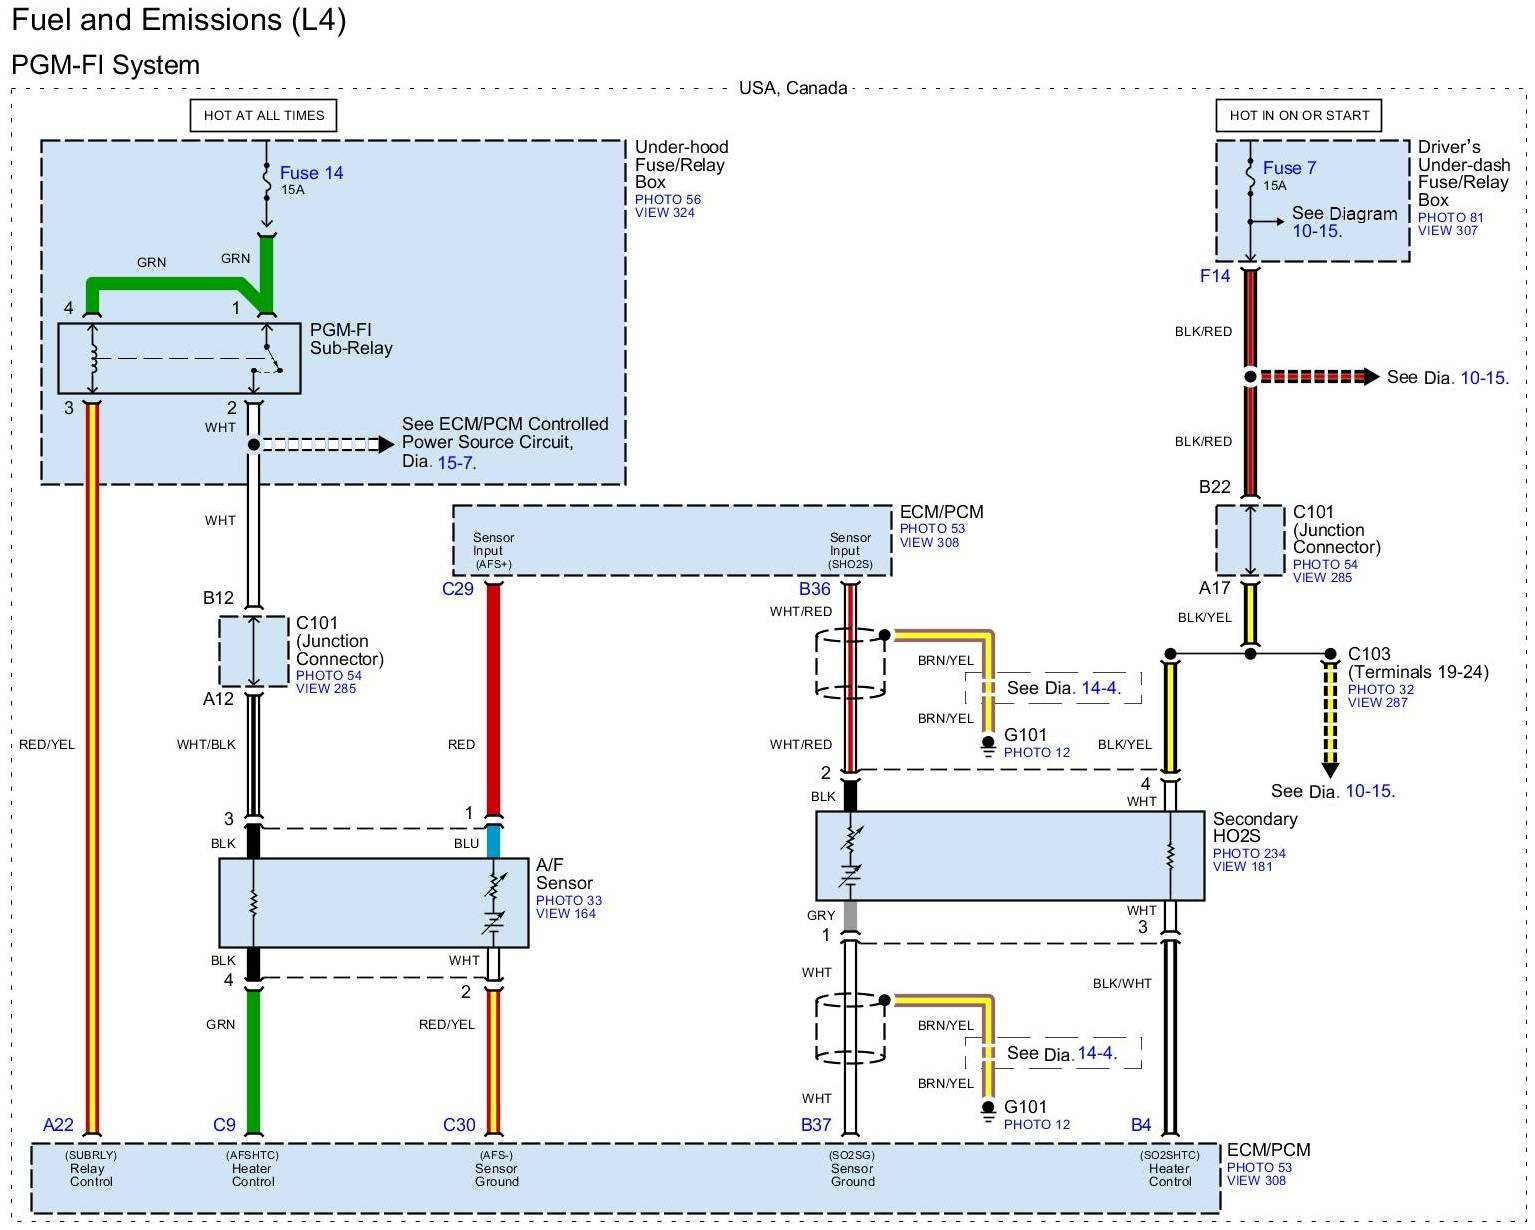 Fuel and Emissions (L4)
PGM-FI System
USA, Canada
HOT AT ALL TIMES
HOT IN ON OR START
Under-hood
Fuse/Relay
Box
PHOTO 56
VIEW 324
Fuse 14
15A
GRN
GRN
4
1
PGM-FI
Sub-Relay
3
2
WHT
See ECM/PCM Controlled
Power Source Circuit,
Dia. 15-7.
Driver's
Under-dash
Fuse/Relay
Box
PHOTO 81
VIEW 307
Fuse 7
15A
See Diagram
10-15.
F14
BLK/RED
See Dia. 10-15.
BLK/RED
B22
C101
(Junction
Connector)
PHOTO 54
VIEW 285
A17
BLK/YEL
C103
(Terminals 19-24)
PHOTO 32
VIEW 287
See Dia. 10-15.
WHT
B12
C101
(Junction
Connector)
PHOTO 54
VIEW 285
A12
WHT/BLK
RED/YEL
ECM/PCM
PHOTO 53
VIEW 308
Sensor
Input
(AFS+)
Sensor
Input
(SHO2S)
C29
B36
WHT/RED
BRN/YEL
See Dia. 14-4.
BRN/YEL
G101
PHOTO 12
RED
WHT/RED
BLK/YEL
3
1
2
4
BLK
BLU
BLK
WHT
A/F
Sensor
PHOTO 33
VIEW 164
Secondary
HO2S
PHOTO 234
VIEW 181
BLK
WHT
GRY
WHT
4
2
1
3
GRN
RED/YEL
WHT
BLK/WHT
BRN/YEL
See Dia. 14-4.
BRN/YEL
G101
PHOTO 12
WHT
A22
C9
C30
B37
B4
(SUBRLY)
Relay
Control
(AFSHTC)
Heater
Control
(AFS-)
Sensor
Ground
(SO2SG)
Sensor
Ground
(SO2SHTC)
Heater
Control
ECM/PCM
PHOTO 53
VIEW 308